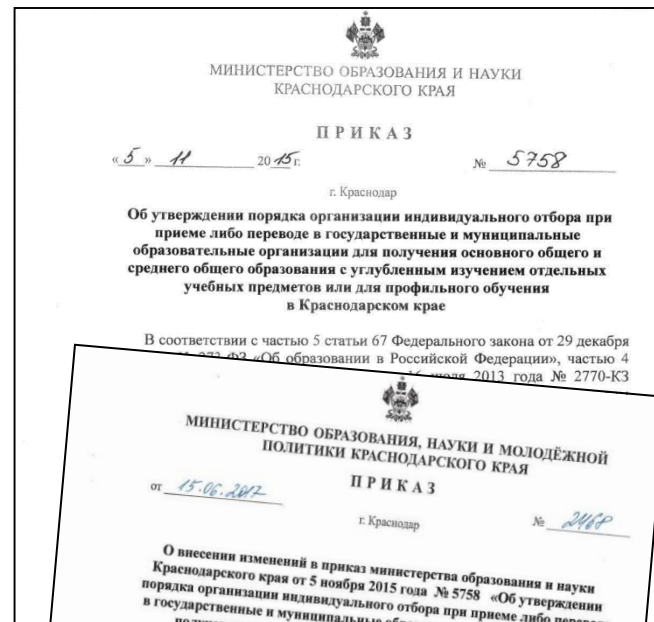 МИНИСТЕРСТВО ОБРАЗОВАНИЯ И НАУКИ
КРАСНОДАРСКОГО КРАЯ
ПРИКАЗ
« 5 » 11 2015г. № 5758
г. Краснодар
Об утверждении порядка организации индивидуального отбора при
приеме либо переводе в государственные и муниципальные
образовательные организации для получения основного общего и
среднего общего образования с углубленным изучением отдельных
учебных предметов или для профильного обучения
в Краснодарском крае
В соответствии с частью 5 статьи 67 Федерального закона от 29 декабря
273-ФЗ «Об образовании в Российской Федерации», частью 4
2013 года № 2770-КЗ
МИНИСТЕРСТВО ОБРАЗОВАНИЯ, НАУКИ И МОЛОДЁЖНОЙ
ПОЛИТИКИ КРАСНОДАРСКОГО КРАЯ
ПРИКАЗ
от 15.06.2017 № 2468
г. Краснодар
О внесении изменений в приказ министерства образования и науки
Краснодарского края от 5 ноября 2015 года № 5758 «Об утверждении
порядка организации индивидуального отбора при приеме либо
в государственные и муниципальные